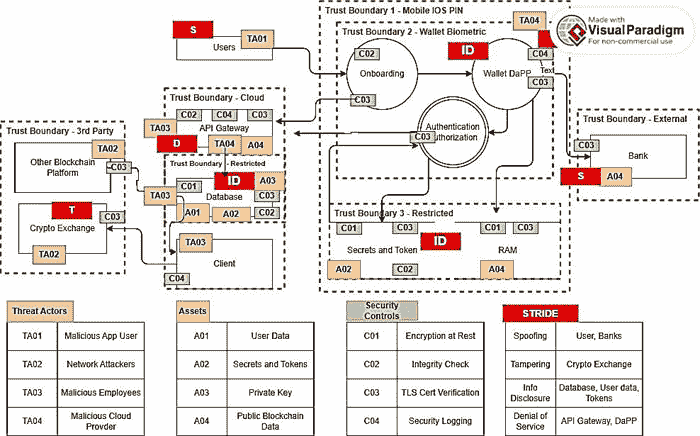 Made with
VisualParadigm
For non-commercial use
Trust Boundary 1 - Mobile IOS PIN
S
Users
TA01
Trust Boundary 2 - Wallet Biometric
TA04
C02
Onboarding
C03
ID
Wallet DaPP
C04
Text
C03
C03
Authentication
Authorization
Trust Boundary - Cloud
C02
C04
C03
TA03
API Gateway
D
TA04
A04
Trust Boundary - Restricted
C01
ID
A03
Database
C03
A01
A02
C02
TA03
TA03
Client
C04
Trust Boundary - 3rd Party
TA02
Other Blockchain
Platform
C03
T
C03
Crypto Exchange
TA02
Trust Boundary - External
C03
Bank
S
A04
Trust Boundary 3 - Restricted
C01
C03
C01
C03
Secrets and Token
ID
RAM
A02
C02
A04
Threat Actors
TA01
Malicious App User
TA02
Network Attackers
TA03
Malicious Employees
TA04
Malicious Cloud
Provder
Assets
A01
User Data
A02
Secrets and Tokens
A03
Private Key
A04
Public Blockchain
Data
Security
Controls
C01
Encryption at Rest
C02
Integrity Check
C03
TLS Cert Verification
C04
Security Logging
STRIDE
Spoofing
User, Banks
Tampering
Crypto Exchange
Info
Disclosure
Database, User data,
Tokens
Denial of
Service
API Gateway, DaPP